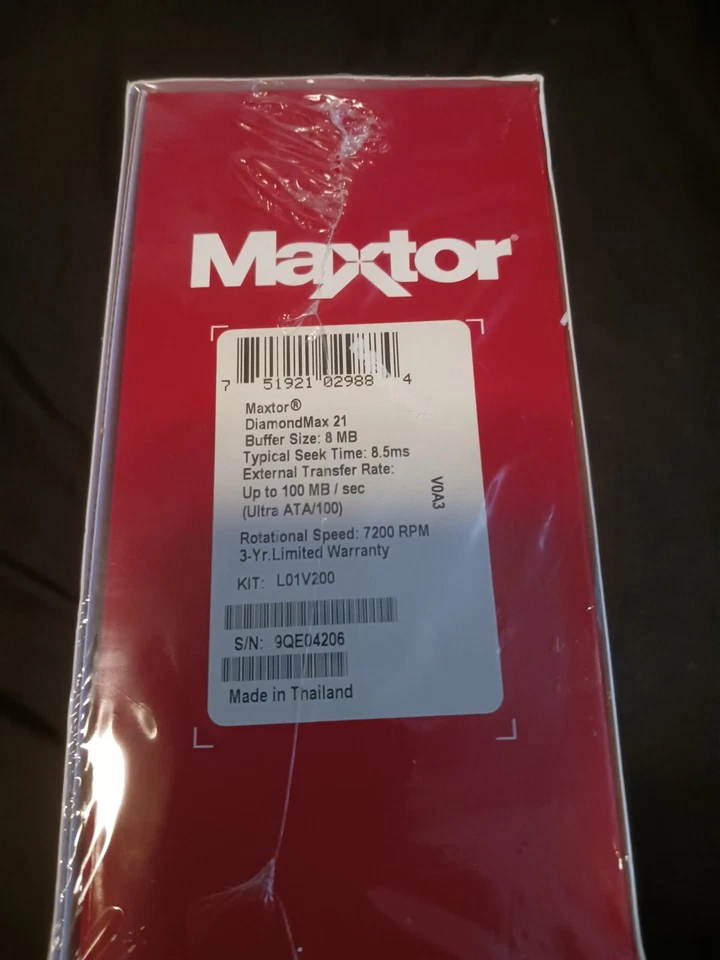 Maxtor®
7 51921 02988 4
Maxtor®
DiamondMax 21
Buffer Size: 8 MB
Typical Seek Time: 8.5ms
External Transfer Rate:
Up to 100 MB / sec
(Ultra ATA/100)
V0A3
Rotational Speed: 7200 RPM
3-Yr.Limited Warranty
KIT: L01V200
S/N: 9QE04206
Made in Thailand